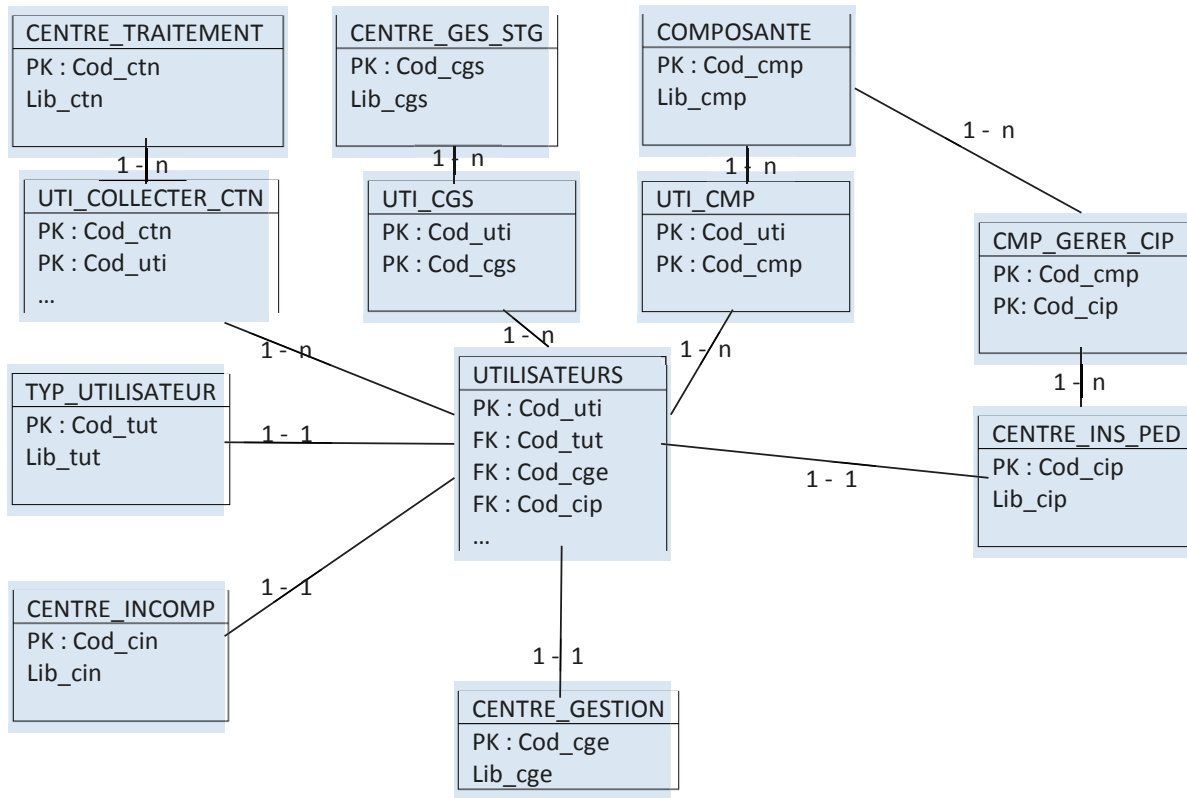 CENTRE_TRAITEMENT
PK : Cod_ctn
Lib_ctn
CENTRE_GES_STG
PK : Cod_cgs
Lib_cgs
COMPOSANTE
PK : Cod_cmp
Lib_cmp
1 - n
1 - n
1 - n
1 - n
UTI_COLLECTER_CTN
PK : Cod_ctn
PK : Cod_uti
...
UTI_CGS
PK : Cod_uti
PK : Cod_cgs
UTI_CMP
PK : Cod_uti
PK : Cod_cmp
CMP_GERER_CIP
PK : Cod_cmp
PK: Cod_cip
1 - n
1 - n
1 - n
1 - n
TYP_UTILISATEUR
PK : Cod_tut
Lib_tut
1 - 1
UTILISATEURS
PK : Cod_uti
FK : Cod_tut
FK : Cod_cge
FK : Cod_cip
...
1 - 1
CENTRE_INS_PED
PK : Cod_cip
Lib_cip
1 - 1
CENTRE_INCOMP
PK : Cod_cin
Lib_cin
1 - 1
CENTRE_GESTION
PK : Cod_cge
Lib_cge